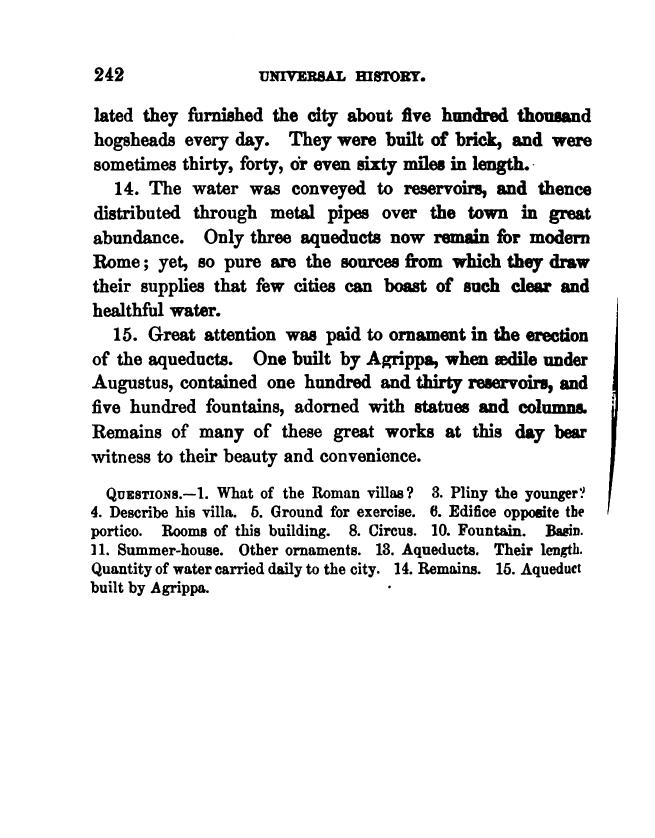 242 UNIVERSAL HISTORY.
lated they furnished the city about five hundred thousand
hogsheads every day. They were built of brick, and were
sometimes thirty, forty, or even sixty miles in length.
14. The water was conveyed to reservoirs, and thence
distributed through metal pipes over the town in great
abundance. Only three aqueducts now remain for modern
Rome; yet, so pure are the sources from which they draw
their supplies that few cities can boast of such clear and
healthful water.
15. Great attention was paid to ornament in the erection
of the aqueducts. One built by Agrippa, when ædile under
Augustus, contained one hundred and thirty reservoirs, and
five hundred fountains, adorned with statues and columns.
Remains of many of these great works at this day bear
witness to their beauty and convenience.
QUESTIONS.—1. What of the Roman villas? 3. Pliny the younger?
4. Describe his villa. 5. Ground for exercise. 6. Edifice opposite the
portico. Rooms of this building. 8. Circus. 10. Fountain. Basin.
11. Summer-house. Other ornaments. 13. Aqueducts. Their length.
Quantity of water carried daily to the city. 14. Remains. 15. Aqueduct
built by Agrippa.